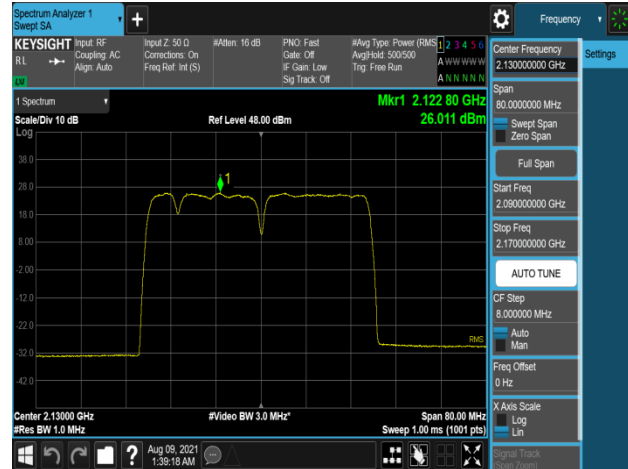 Spectrum Analyzer 1
Swept SA
Frequency
KEYSIGHT
RL
LW
Input: RF
Coupling: AC
Align: Auto
Input Z: 50 Ω
Corrections: On
Freq Ref: Int (S)
#Atten: 16 dB
PNO: Fast
Gate: Off
IF Gain: Low
Sig Track: Off
#Avg Type: Power (RMS
Avg|Hold: 500/500
Trig: Free Run
1 2 3 4 5 6
A W W W W W
A N N N N N
1 Spectrum
Scale/Div 10 dB
Log
Ref Level 48.00 dBm
Mkr1 2.122 80 GHz
26.011 dBm
38.0
28.0
18.0
8.00
-2.00
-12.0
-22.0
-32.0
-42.0
1
RMS
Center 2.13000 GHz
#Res BW 1.0 MHz
#Video BW 3.0 MHz*
Span 80.00 MHz
Sweep 1.00 ms (1001 pts)
Aug 09, 2021
1:39:18 AM
Center Frequency
2.130000000 GHz
Span
80.0000000 MHz
Swept Span
Zero Span
Full Span
Start Freq
2.090000000 GHz
Stop Freq
2.170000000 GHz
AUTO TUNE
CF Step
8.000000 MHz
Auto
Man
Freq Offset
0 Hz
X Axis Scale
Log
Lin
Signal Track
(Span Zoom)
Settings